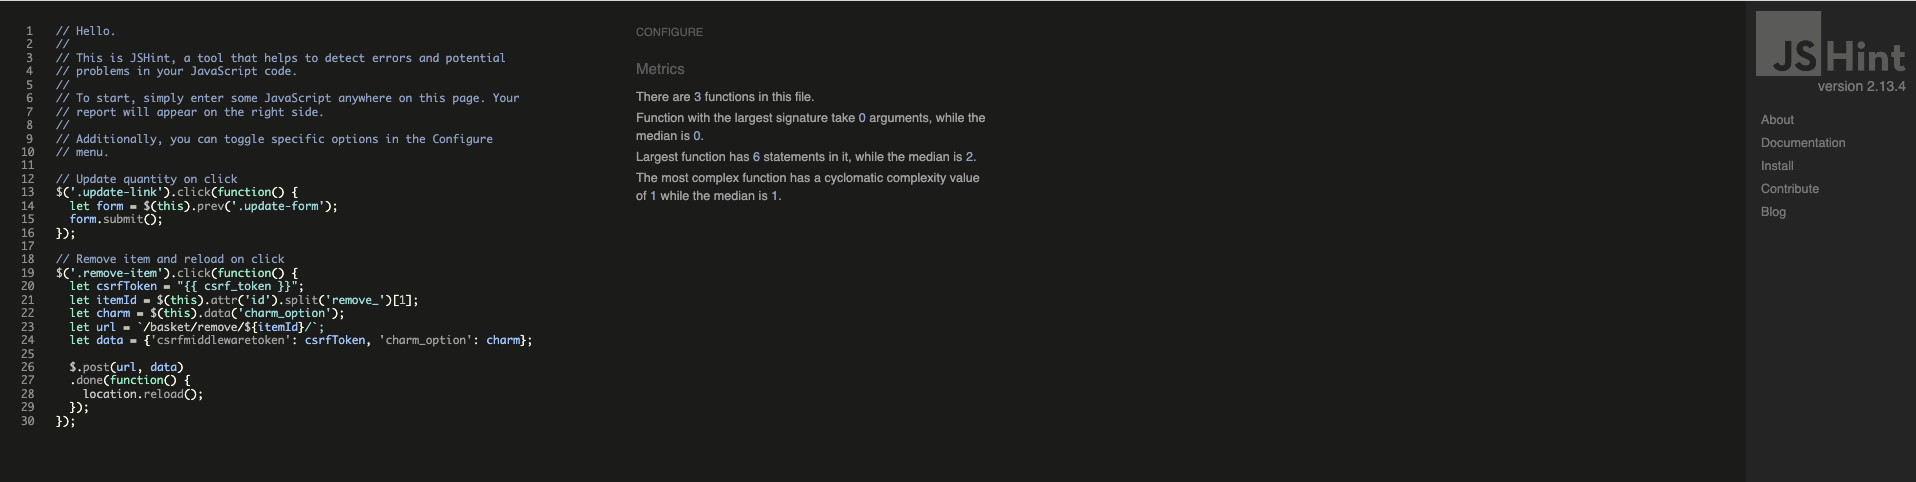 1 // Hello.
2 //
3 // This is JSHint, a tool that helps to detect errors and potential
4 // problems in your JavaScript code.
5 //
6 // To start, simply enter some JavaScript anywhere on this page. Your
7 // report will appear on the right side.
8 //
9 // Additionally, you can toggle specific options in the Configure
10 // menu.
11
12 // Update quantity on click
13 $('.update-link').click(function() {
14 let form = $(this).prev('.update-form');
15 form.submit();
16 });
17
18 // Remove item and reload on click
19 $('.remove-item').click(function() {
20 let csrfToken = "{{ csrf_token }}";
21 let itemId = $(this).attr('id').split('remove_')[1];
22 let charm = $(this).data('charm_option');
23 let url = `/basket/remove/${itemId}/`;
24 let data = {'csrfmiddlewaretoken': csrfToken, 'charm_option': charm};
25
26 $.post(url, data)
27 .done(function() {
28 location.reload();
29 });
30 });
CONFIGURE
Metrics
There are 3 functions in this file.
Function with the largest signature take 0 arguments, while the
median is 0.
Largest function has 6 statements in it, while the median is 2.
The most complex function has a cyclomatic complexity value
of 1 while the median is 1.
JSHint
version 2.13.4
About
Documentation
Install
Contribute
Blog